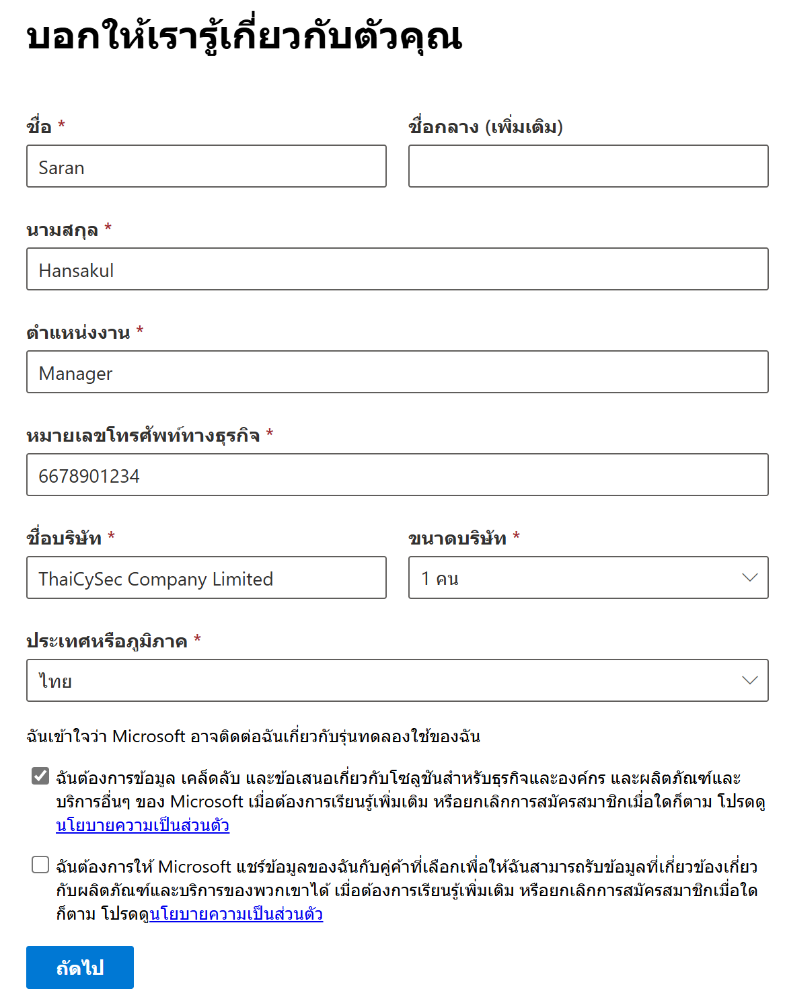 บอกให้เรารู้เกี่ยวกับตัวคุณ
ชื่อ *
ชื่อกลาง (เพิ่มเติม)
Saran
นามสกุล *
Hansakul
ตำแหน่งงาน *
Manager
หมายเลขโทรศัพท์ทางธุรกิจ *
6678901234
ชื่อบริษัท *
ขนาดบริษัท *
ThaiCySec Company Limited
1 คน
ประเทศหรือภูมิภาค *
ไทย
ฉันเข้าใจว่า Microsoft อาจติดต่อฉันเกี่ยวกับรุ่นทดลองใช้ของฉัน
ฉันต้องการข้อมูล เคล็ดลับ และข้อเสนอเกี่ยวกับโซลูชันสำหรับธุรกิจและองค์กร และผลิตภัณฑ์และ
บริการอื่นๆ ของ Microsoft เมื่อต้องการเรียนรู้เพิ่มเติม หรือยกเลิกการสมัครสมาชิกเมื่อใดก็ตาม โปรดดู
นโยบายความเป็นส่วนตัว
ฉันต้องการให้ Microsoft แชร์ข้อมูลของฉันกับคู่ค้าที่เลือกเพื่อให้ฉันสามารถรับข้อมูลที่เกี่ยวข้องเกี่ยว
กับผลิตภัณฑ์และบริการของพวกเขาได้ เมื่อต้องการเรียนรู้เพิ่มเติม หรือยกเลิกการสมัครสมาชิกเมื่อใด
ก็ตาม โปรดดูนโยบายความเป็นส่วนตัว
ถัดไป